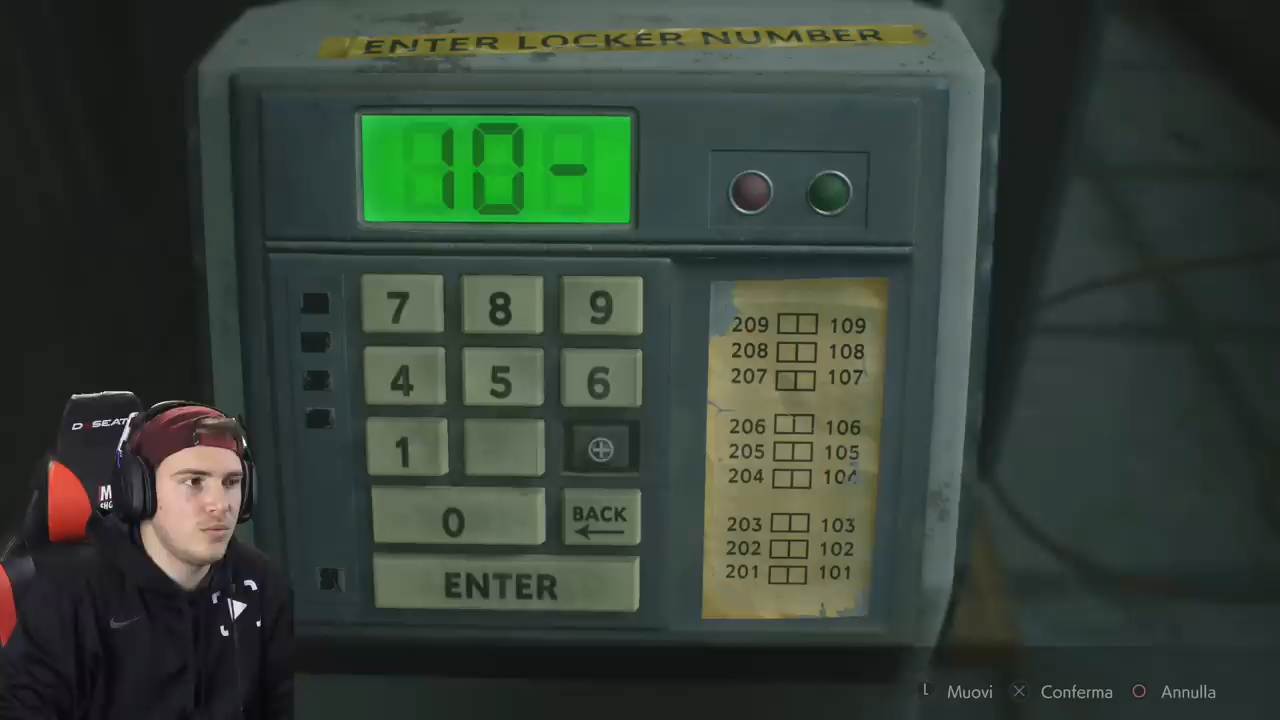 ENTER LOCKER NUMBER
10-
7 8 9
4 5 6
1
0 BACK
ENTER
209 109
208 108
207 107
206 106
205 105
204 104
203 103
202 102
201 101
L Muovi Conferma Annulla